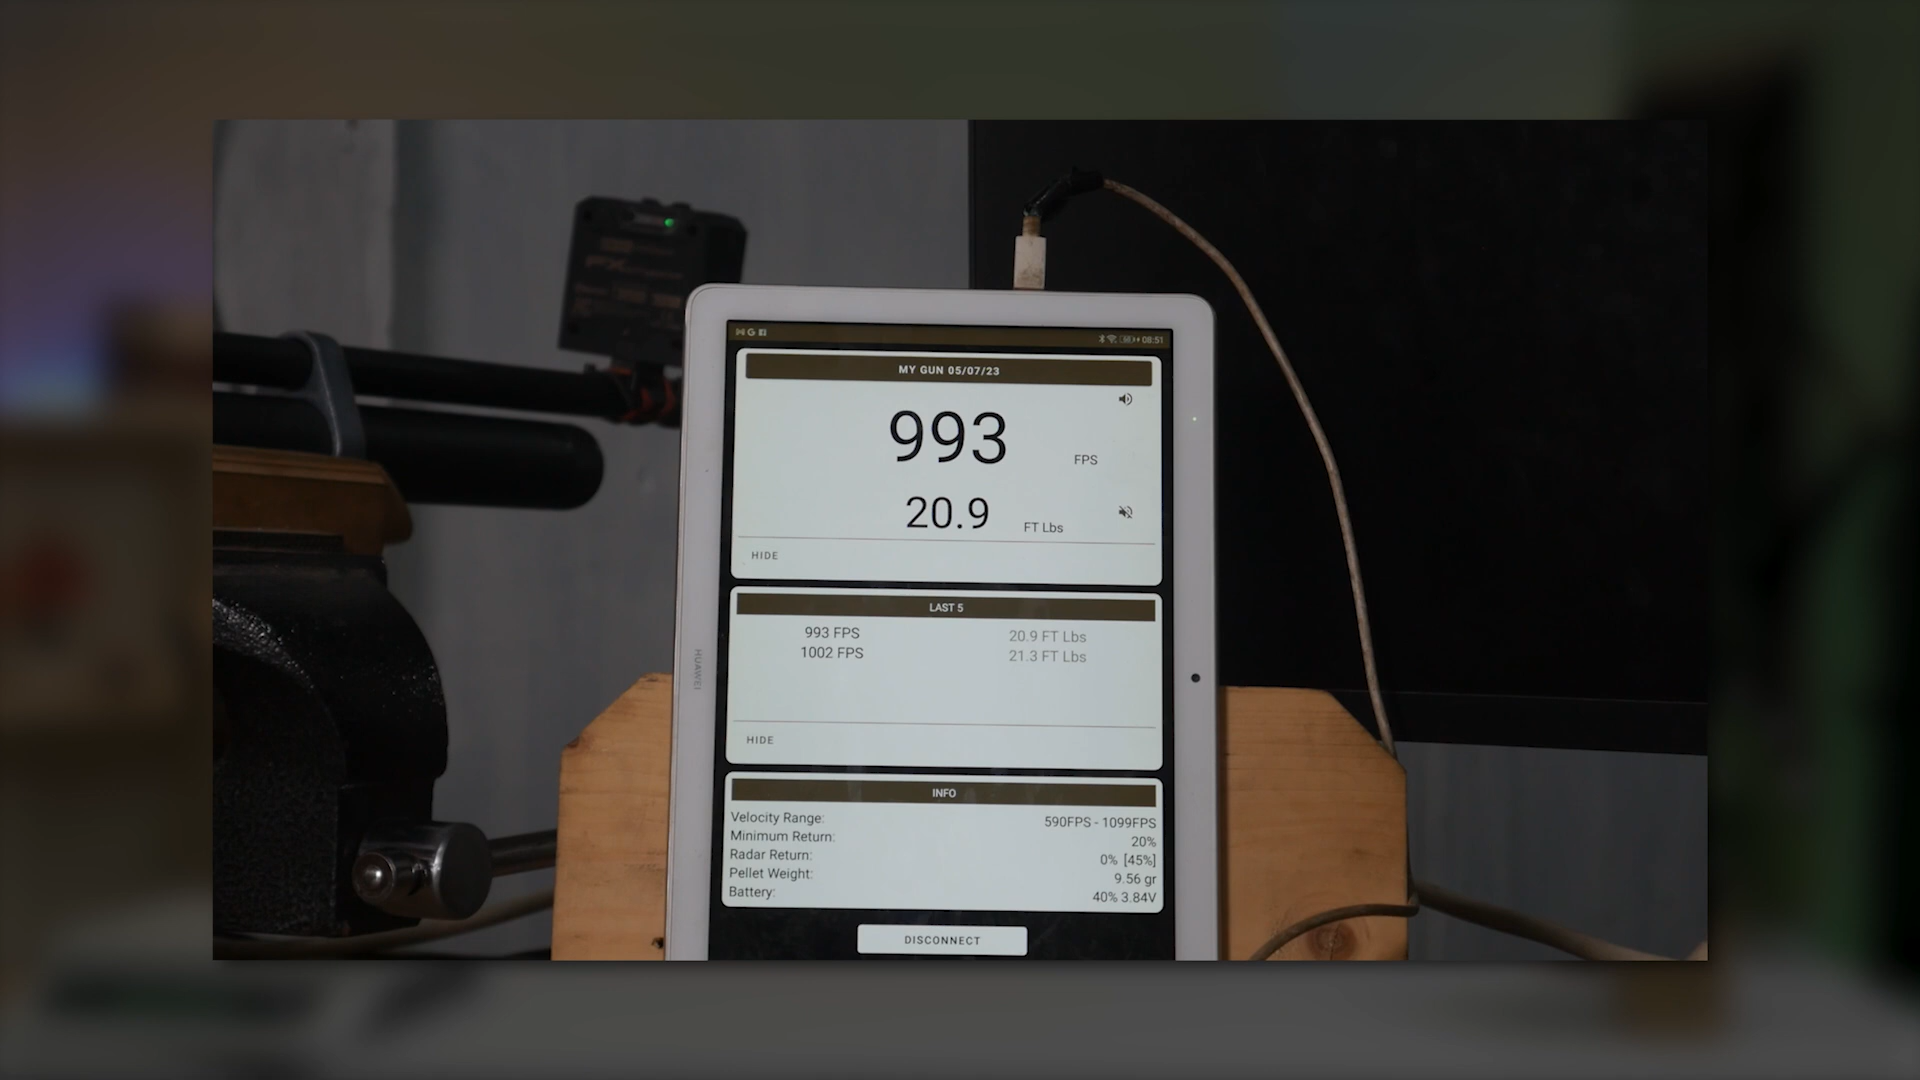 08:51
MY GUN 05/07/23
993 FPS
20.9 FT Lbs
HIDE
LAST 5
993 FPS 20.9 FT Lbs
1002 FPS 21.3 FT Lbs
HIDE
INFO
Velocity Range: 590FPS - 1099FPS
Minimum Return: 20%
Radar Return: 0% [45%]
Pellet Weight: 9.56 gr
Battery: 40% 3.84V
DISCONNECT
HUAWEI